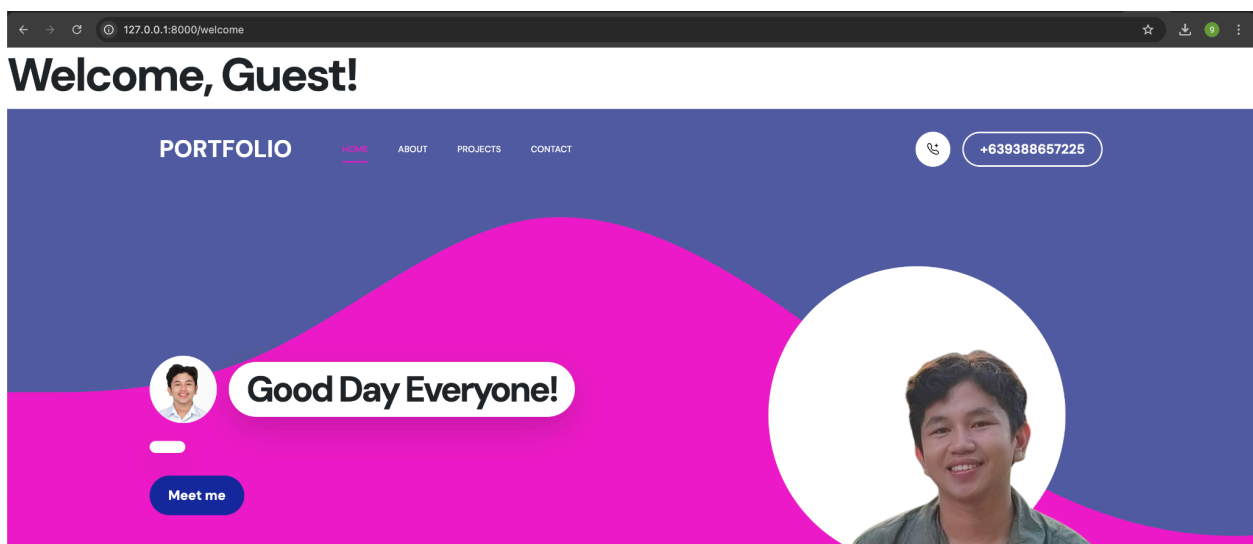 127.0.0.1:8000/welcome
9
Welcome, Guest!
PORTFOLIO HOME ABOUT PROJECTS CONTACT +639388657225
Good Day Everyone!
Meet me